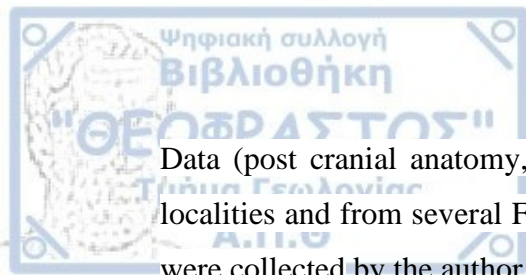 Ψηφιακή συλλογή
Βιβλιοθήκη
"ΘΕΟΦΡΑΣΤΟΣ"
Data (post cranial anatomy,
Τμήμα Γεωλογίας
localities and from several F
Α.Π.Θ
were collected by the author